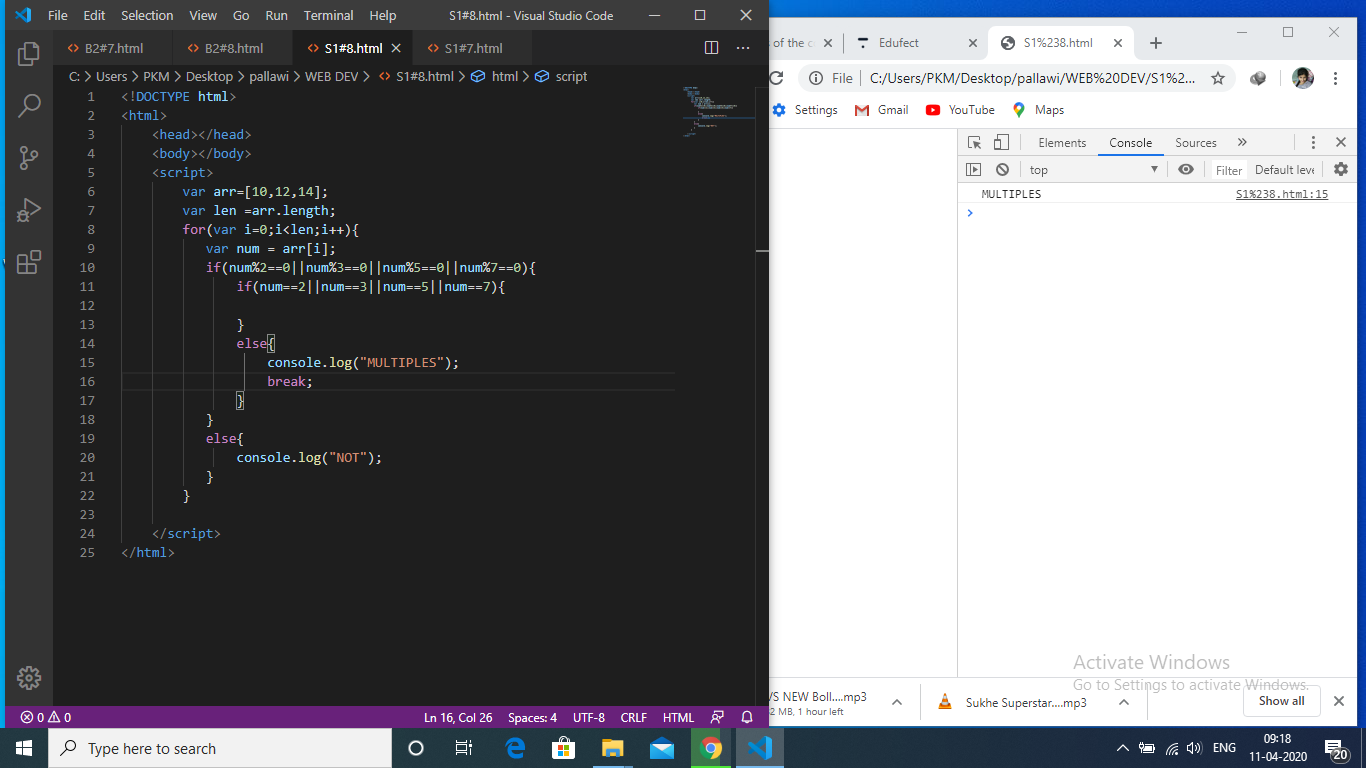 File Edit Selection View Go Run Terminal Help S1#8.html - Visual Studio Code
B2#7.html B2#8.html S1#8.html S1#7.html
C: > Users > PKM > Desktop > pallawi > WEB DEV > S1#8.html > html > script
1 <!DOCTYPE html>
2 <html>
3 <head></head>
4 <body></body>
5 <script>
6 var arr=[10,12,14];
7 var len =arr.length;
8 for(var i=0;i<len;i++){
9 var num = arr[i];
10 if(num%2==0||num%3==0||num%5==0||num%7==0){
11 if(num==2||num==3||num==5||num==7){
12
13 }
14 else{
15 console.log("MULTIPLES");
16 break;
17 }
18 }
19 else{
20 console.log("NOT");
21 }
22 }
23
24 </script>
25 </html>
0 0 Ln 16, Col 26 Spaces: 4 UTF-8 CRLF HTML
of the c Edufect S1%238.html
File C:/Users/PKM/Desktop/pallawi/WEB%20DEV/S1%2...
Settings Gmail YouTube Maps
Elements Console Sources »
top Filter Default leve
MULTIPLES S1%238.html:15
Activate Windows
Go to Settings to activate Windows.
VS NEW Boll....mp3
2 MB, 1 hour left
Sukhe Superstar....mp3
Show all
Type here to search
ENG
09:18
11-04-2020
20